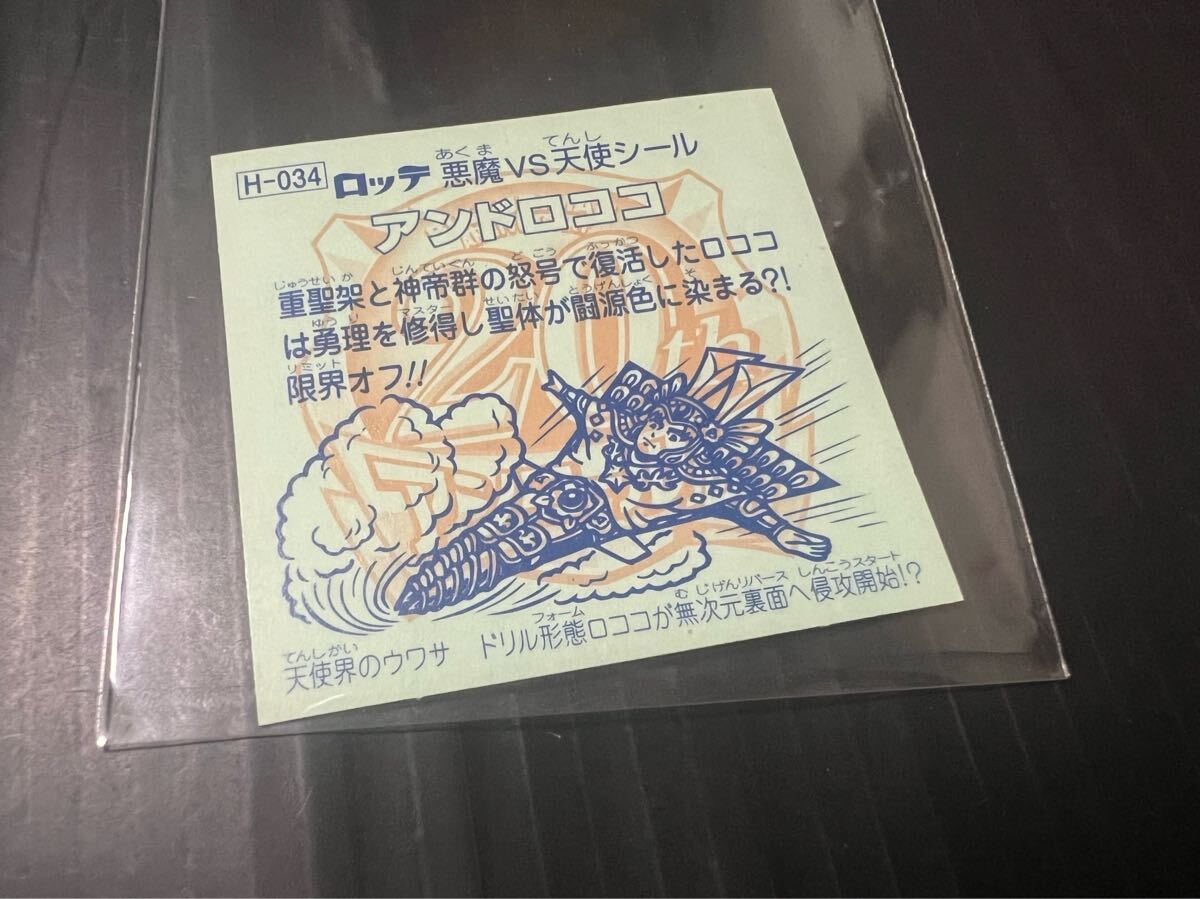 H-034 ロッテ 悪魔VS天使シール
あくま てんし
アンドロココ
じゅうせいか じんていぐん どごう ふっかつ
重聖架と神帝群の怒号で復活したロココ
ゆうり マスター せいたい とうげんしょく そ
は勇理を修得し聖体が闘源色に染まる?!
リミット
限界オフ!!
20th
フォーム むじげんリバース しんこうスタート
てんしかい
天使界のウワサ ドリル形態ロココが無次元裏面へ侵攻開始!?